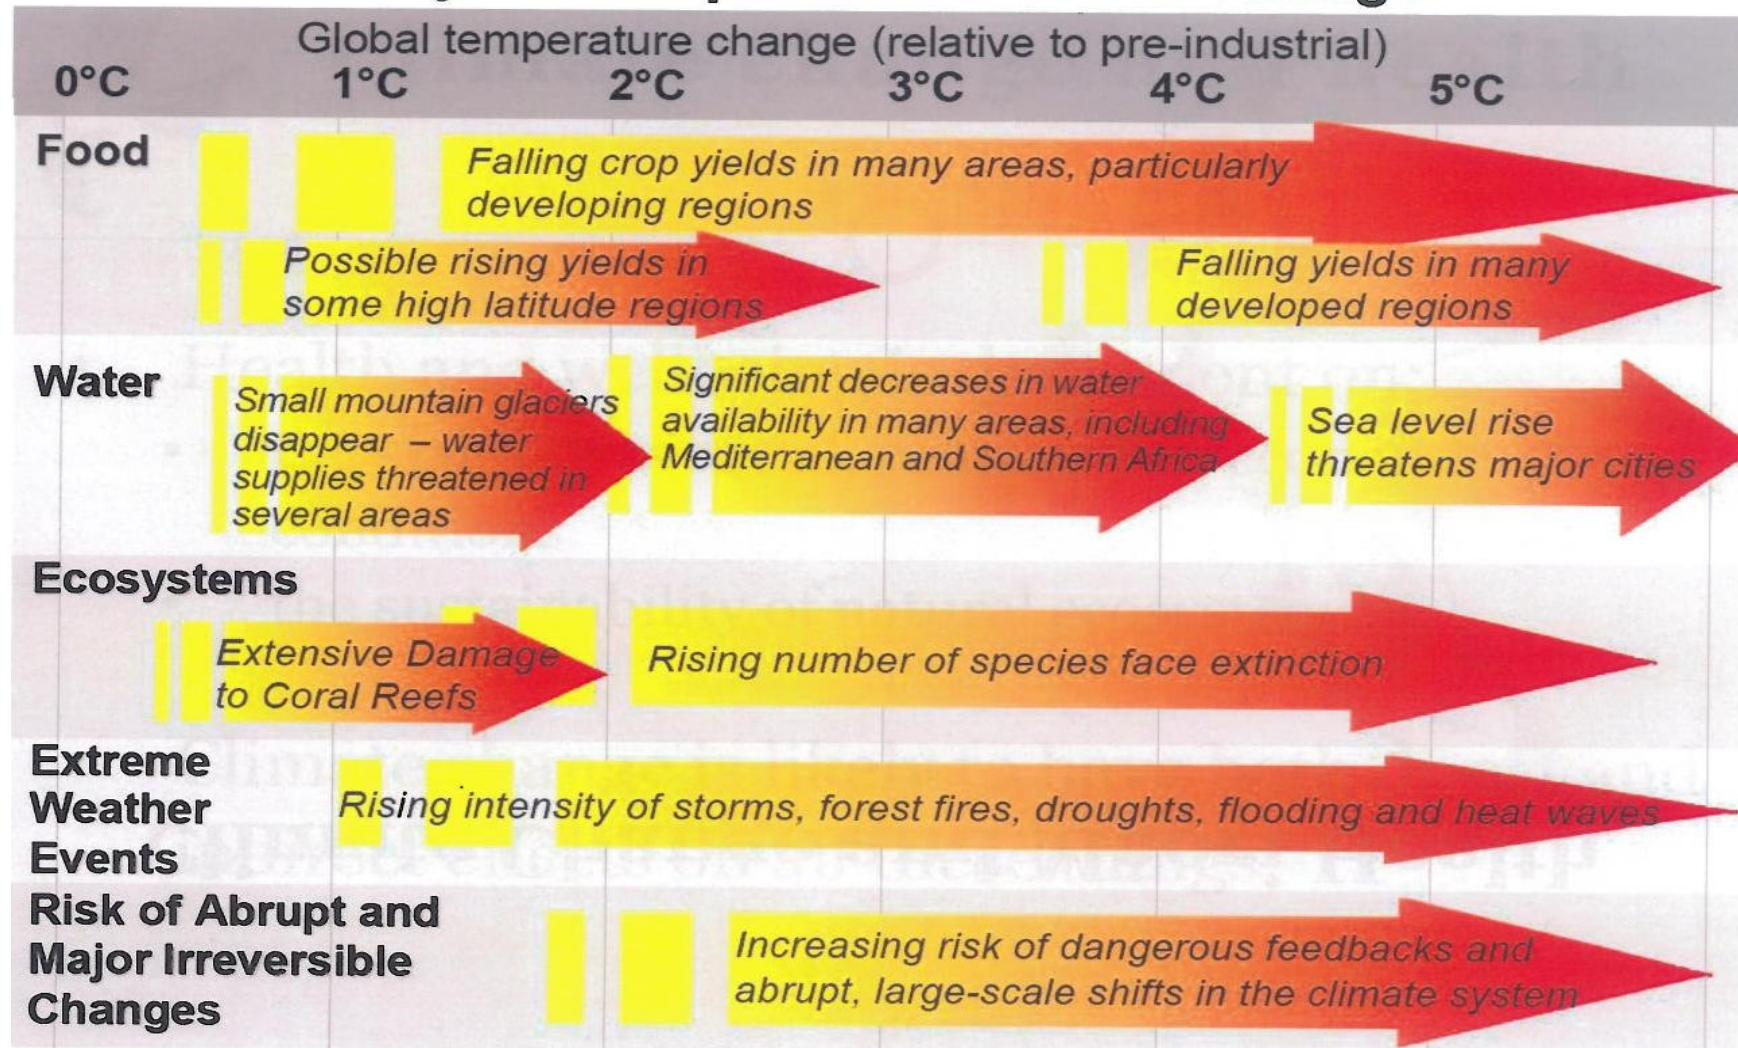 Global temperature change (relative to pre-industrial)
0°C 1°C 2°C 3°C 4°C 5°C
Food
Falling crop yields in many areas, particularly
developing regions
Possible rising yields in
some high latitude regions
Falling yields in many
developed regions
Water
Small mountain glaciers
disappear – water
supplies threatened in
several areas
Significant decreases in water
availability in many areas, including
Mediterranean and Southern Africa
Sea level rise
threatens major cities
Ecosystems
Extensive Damage
to Coral Reefs
Rising number of species face extinction
Extreme
Weather
Events
Rising intensity of storms, forest fires, droughts, flooding and heat waves
Risk of Abrupt and
Major Irreversible
Changes
Increasing risk of dangerous feedbacks and
abrupt, large-scale shifts in the climate system